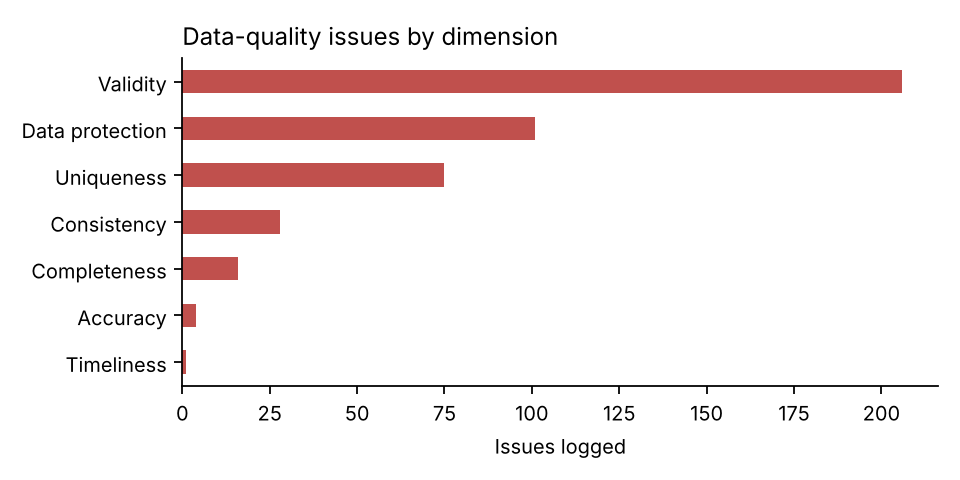 Data-quality issues by dimension
Validity
Data protection
Uniqueness
Consistency
Completeness
Accuracy
Timeliness
0 25 50 75 100 125 150 175 200
Issues logged